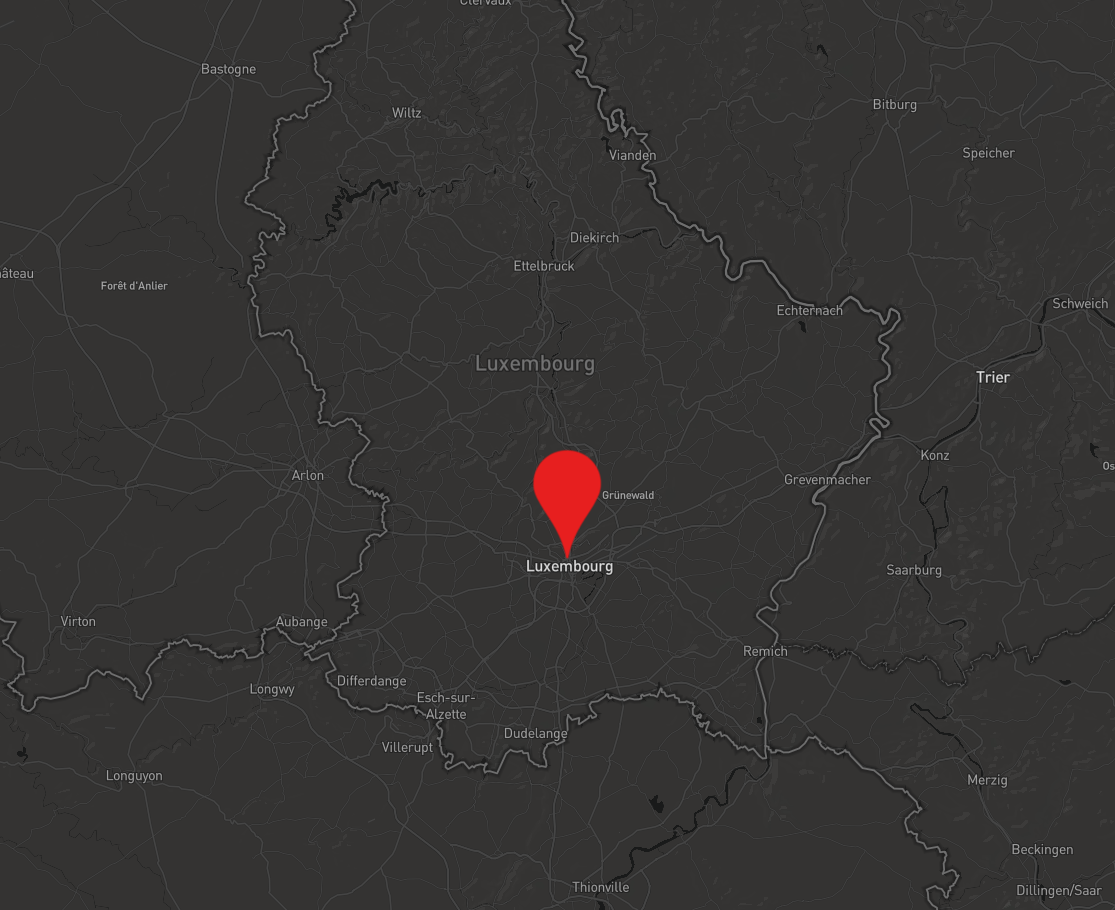 Clervaux
Bastogne
Bitburg
Wiltz
Speicher
Vianden
Diekirch
Ettelbruck
âteau
Forêt d'Anlier
Schweich
Echternach
Luxembourg
Trier
Konz
Os
Arlon
Grevenmacher
Grünewald
Luxembourg
Saarburg
Virton
Aubange
Remich
Differdange
Longwy
Esch-sur-
Alzette
Dudelange
Villerupt
Longuyon
Merzig
Beckingen
Thionville
Dillingen/Saar